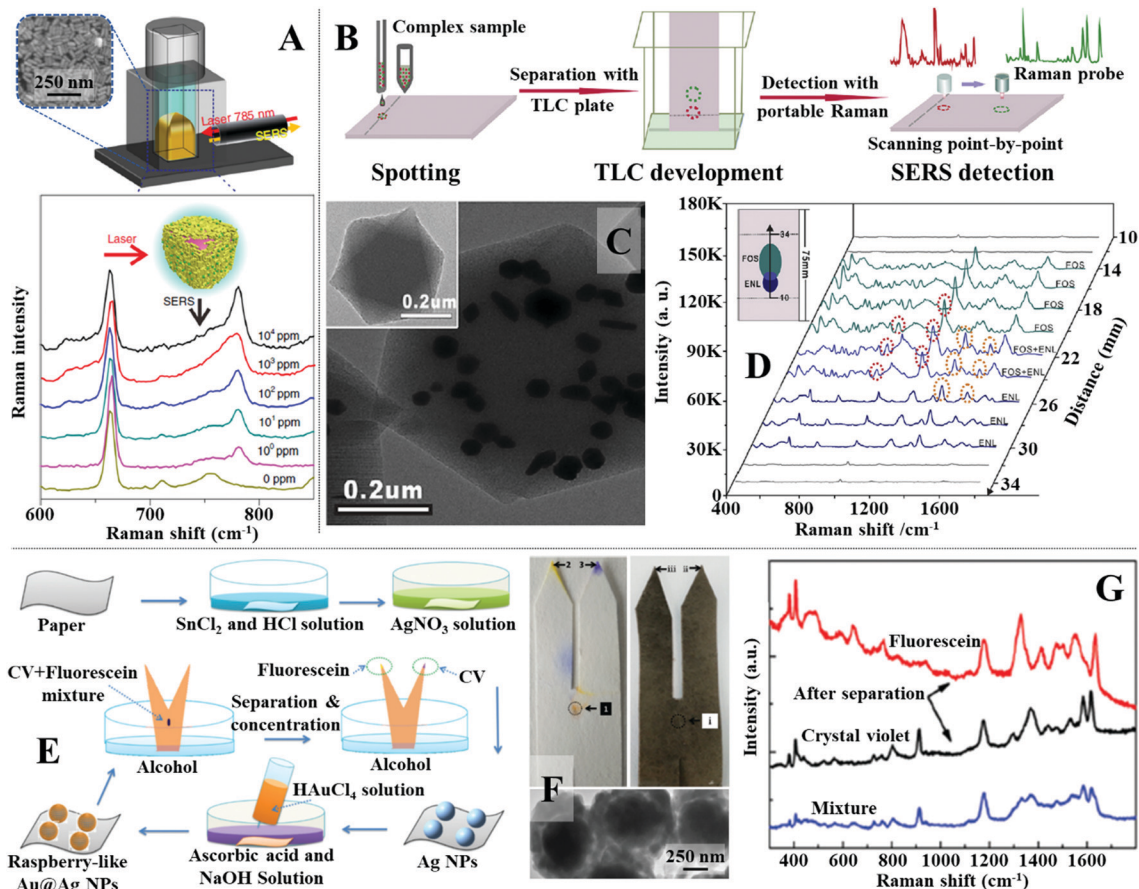 A
250 nm
Laser 785 nm
SERS
Laser
SERS
10⁴ ppm
10³ ppm
10² ppm
10¹ ppm
10⁰ ppm
0 ppm
Raman intensity
600
700
780
Raman shift (cm⁻¹)
B
Complex sample
Separation with
TLC plate
Detection with
portable Raman
Raman probe
Scanning point-by-point
Spotting
TLC development
SERS detection
C
0.2um
0.2um
D
180K
150K
120K
90K
60K
30K
0
Intensity (a. u.)
34
FOS
ENL
10
75mm
FOS
FOS
FOS
FOS
FOS+ENL
FOS+ENL
ENL
ENL
ENL
10
14
18
22
26
30
34
Distance (mm)
400
800
1200
1600
Raman shift /cm⁻¹
E
Paper
SnCl₂ and HCl solution
AgNO₃ solution
CV+Fluorescein
mixture
Fluorescein
CV
Separation &
concentration
Alcohol
Alcohol
HAuCl₄ solution
Raspberry-like
Au@Ag NPs
Ascorbic acid and
NaOH Solution
Ag NPs
F
2
3
1
iii
ii
i
250 nm
G
Fluorescein
After separation
Crystal violet
Mixture
Intensity (a.u.)
400
600
800
1000
1200
1400
1600
Raman shift (cm⁻¹)